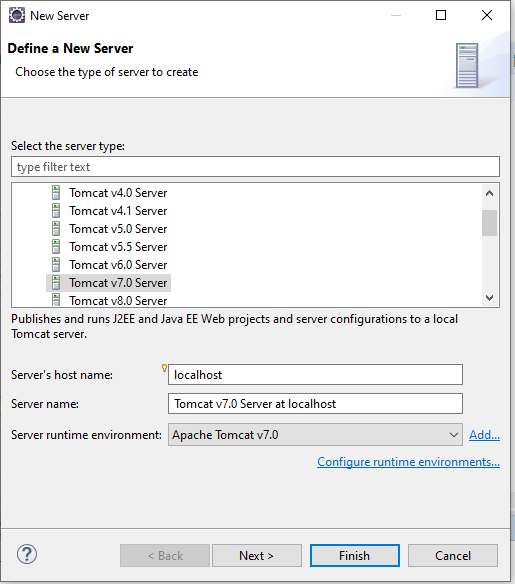 New Server
Define a New Server
Choose the type of server to create
Select the server type:
type filter text
Tomcat v4.0 Server
Tomcat v4.1 Server
Tomcat v5.0 Server
Tomcat v5.5 Server
Tomcat v6.0 Server
Tomcat v7.0 Server
Tomcat v8.0 Server
Publishes and runs J2EE and Java EE Web projects and server configurations to a local
Tomcat server.
Server's host name: localhost
Server name: Tomcat v7.0 Server at localhost
Server runtime environment: Apache Tomcat v7.0 Add...
Configure runtime environments...
? < Back Next > Finish Cancel